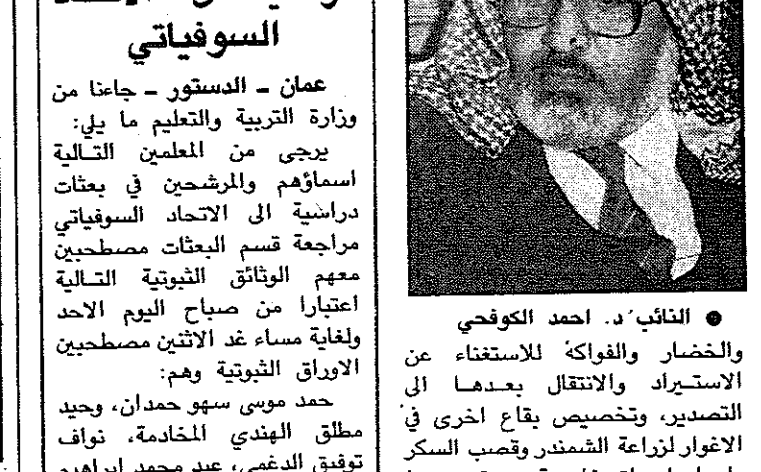 السوفياتي
عمان – الدستور – جاءنا من
وزارة التربية والتعليم ما يلي:
يرجى من المعلمين التالية
اسماؤهم والمرشحين في بعثات
دراسية الى الاتحاد السوفياتي
مراجعة قسم البعثات مصطحبين
معهم الوثائق الثبوتية التالية
اعتبارا من صباح اليوم الاحد
ولغاية مساء غد الاثنين مصطحبين
الاوراق الثبوتية وهم:
حمد موسى سهو حمدان، وحيد
مطلق الهندي المخادمة، نواف
توفيق الدغمي، عيد محمد ابراهيم
● النائب د. احمد الكوفحي
والخضار والفواكه للاستغناء عن
الاستيراد والانتقال بعدها الى
التصدير، وتخصيص بقاع اخرى في
الاغوار لزراعة الشمندر وقصب السكر